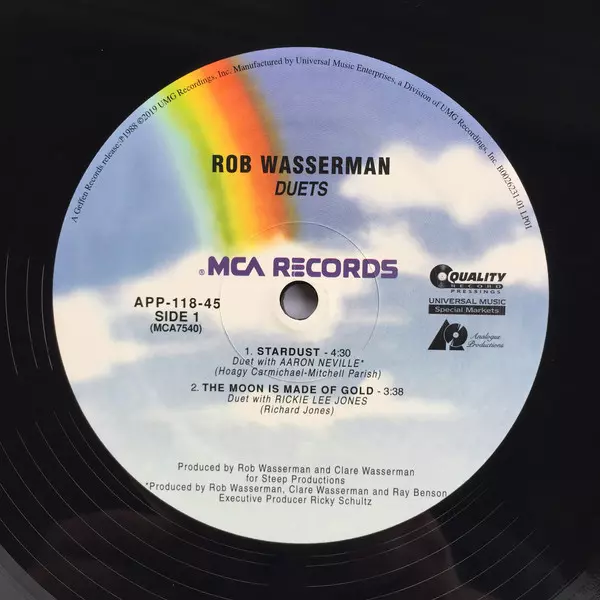 A Geffen Records release; ℗1988 ©2019 UMG Recordings, Inc. Manufactured by Universal Music Enterprises, a Division of UMG Recordings, Inc. B0026231-01 LP01
ROB WASSERMAN
DUETS
® MCA RECORDS
APP-118-45
SIDE 1
(MCA7540)
QUALITY
RECORD
PRESSINGS
UNIVERSAL MUSIC
Special Markets
Analogue
Productions
1. STARDUST - 4:30
Duet with AARON NEVILLE*
(Hoagy Carmichael-Mitchell Parish)
2. THE MOON IS MADE OF GOLD - 3:38
Duet with RICKIE LEE JONES
(Richard Jones)
Produced by Rob Wasserman and Clare Wasserman
for Steep Productions
*Produced by Rob Wasserman, Clare Wasserman and Ray Benson
Executive Producer Ricky Schultz